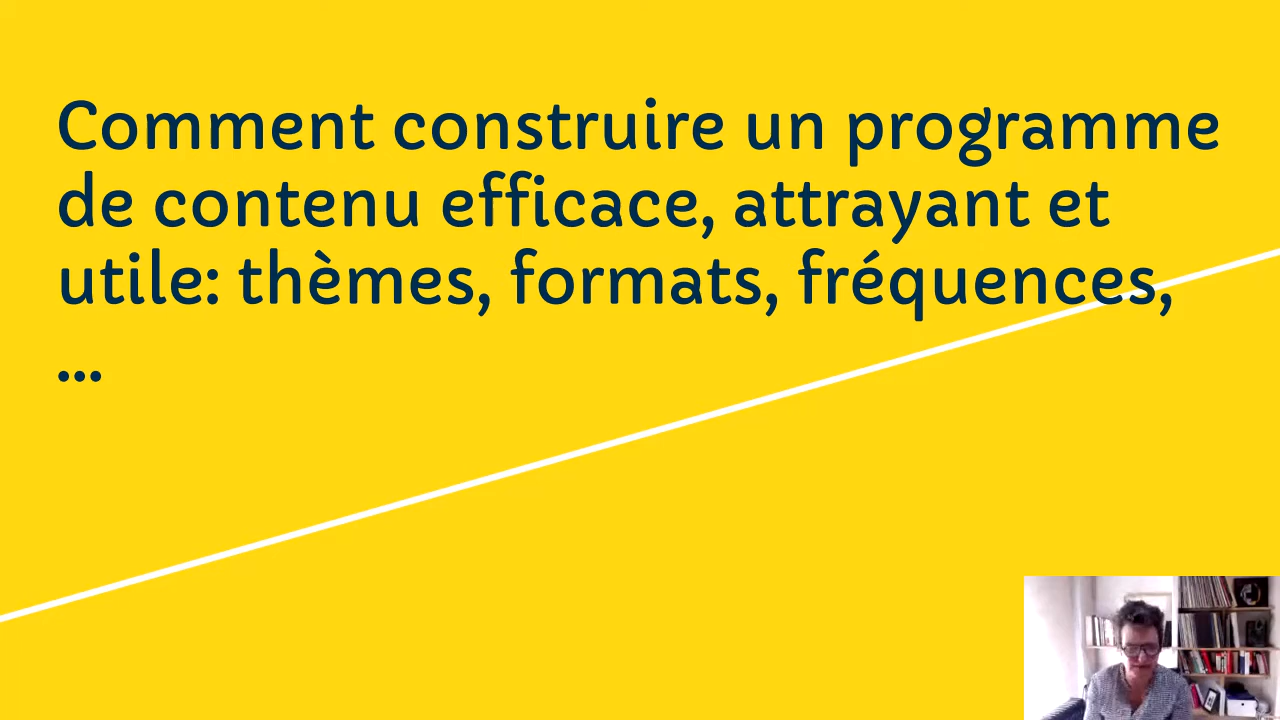 Comment construire un programme
de contenu efficace, attrayant et
utile: thèmes, formats, fréquences,
...